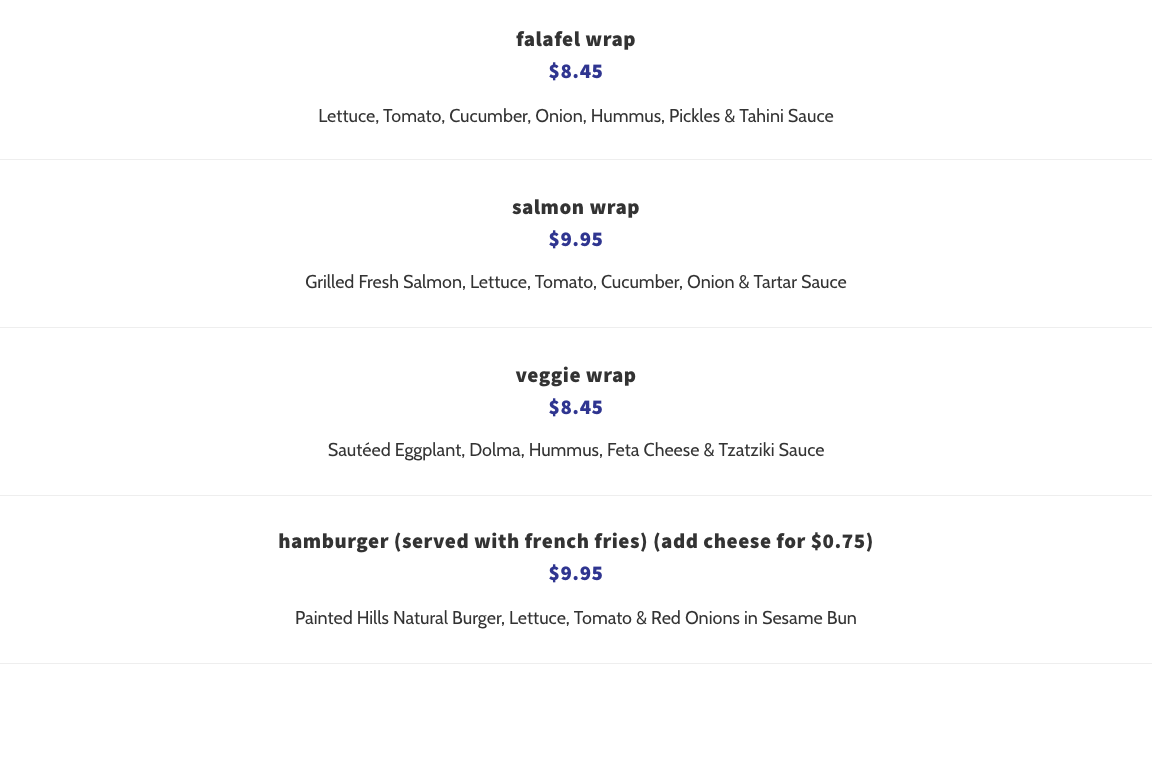 falafel wrap
$8.45
Lettuce, Tomato, Cucumber, Onion, Hummus, Pickles & Tahini Sauce
salmon wrap
$9.95
Grilled Fresh Salmon, Lettuce, Tomato, Cucumber, Onion & Tartar Sauce
veggie wrap
$8.45
Sautéed Eggplant, Dolma, Hummus, Feta Cheese & Tzatziki Sauce
hamburger (served with french fries) (add cheese for $0.75)
$9.95
Painted Hills Natural Burger, Lettuce, Tomato & Red Onions in Sesame Bun